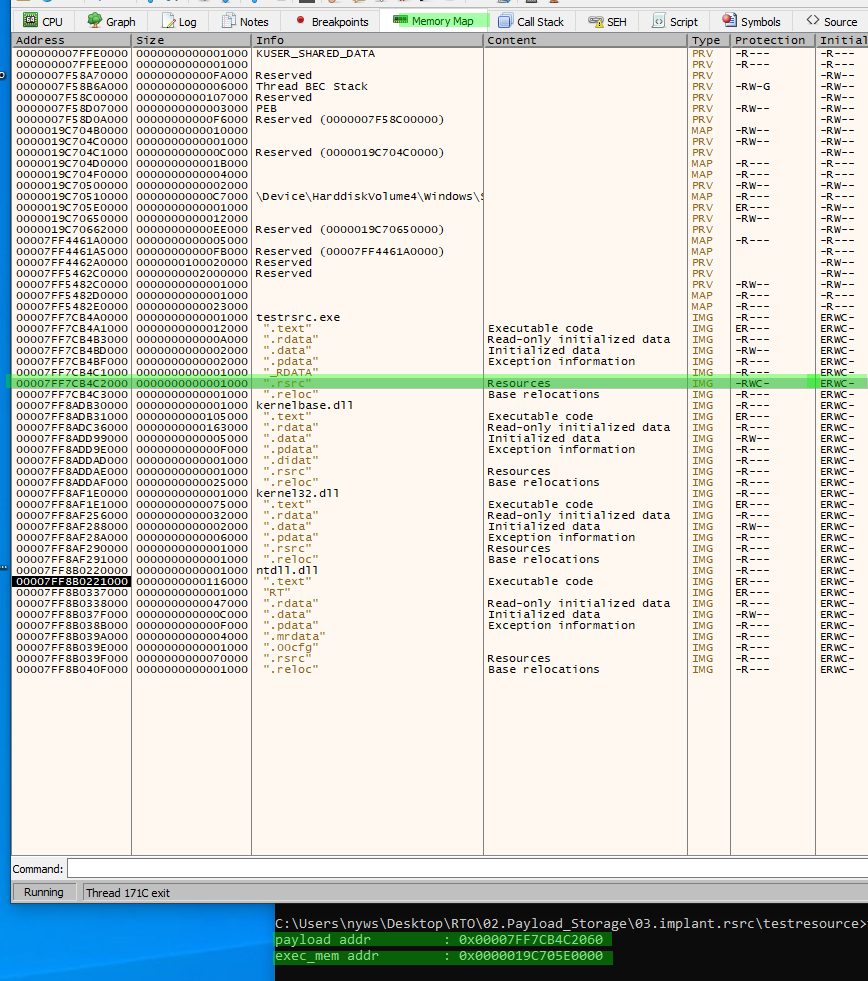 CPU Graph Log Notes Breakpoints Memory Map Call Stack SEH Script Symbols Source
Address Size Info Content Type Protection Initial
000000007FFE0000 0000000000001000 KUSER_SHARED_DATA PRV -R--- -R---
000000007FFEE000 0000000000001000 PRV -R--- -R---
0000007F58A70000 00000000000FA000 Reserved PRV -RW--
0000007F58B6A000 0000000000006000 Thread BEC Stack PRV -RW-G -RW--
0000007F58C00000 0000000000107000 Reserved PRV -RW--
0000007F58D07000 0000000000003000 PEB PRV -RW-- -RW--
0000007F58D0A000 00000000000F6000 Reserved (0000007F58C00000) PRV -RW--
0000019C704B0000 0000000000010000 MAP -RW-- -RW--
0000019C704C0000 0000000000001000 PRV -RW-- -RW--
0000019C704C1000 000000000000C000 Reserved (0000019C704C0000) PRV -RW--
0000019C704D0000 000000000001B000 MAP -R--- -R---
0000019C704F0000 0000000000004000 MAP -R--- -R---
0000019C70500000 0000000000002000 PRV -RW-- -RW--
0000019C70510000 00000000000C7000 \Device\HarddiskVolume4\Windows\S MAP -R--- -R---
0000019C705E0000 0000000000001000 PRV ER--- -RW--
0000019C70650000 0000000000012000 PRV -RW-- -RW--
0000019C70662000 00000000000EE000 Reserved (0000019C70650000) PRV -RW--
00007FF4461A0000 0000000000005000 MAP -R--- -R---
00007FF4461A5000 00000000000FB000 Reserved (00007FF4461A0000) MAP -R---
00007FF4462A0000 0000000100020000 Reserved PRV -RW--
00007FF5462C0000 0000000002000000 Reserved PRV -RW--
00007FF5482C0000 0000000000001000 PRV -RW-- -RW--
00007FF5482D0000 0000000000001000 MAP -R--- -R---
00007FF5482E0000 0000000000023000 MAP -R--- -R---
00007FF7CB4A0000 0000000000001000 testrsrc.exe IMG -R--- ERWC-
00007FF7CB4A1000 0000000000012000 ".text" Executable code IMG ER--- ERWC-
00007FF7CB4B3000 000000000000A000 ".rdata" Read-only initialized data IMG -R--- ERWC-
00007FF7CB4BD000 0000000000002000 ".data" Initialized data IMG -RW-- ERWC-
00007FF7CB4BF000 0000000000002000 ".pdata" Exception information IMG -R--- ERWC-
00007FF7CB4C1000 0000000000001000 "_RDATA" IMG -R--- ERWC-
00007FF7CB4C2000 0000000000001000 ".rsrc" Resources IMG -RWC- ERWC-
00007FF7CB4C3000 0000000000001000 ".reloc" Base relocations IMG -R--- ERWC-
00007FF8ADB30000 0000000000001000 kernelbase.dll IMG -R--- ERWC-
00007FF8ADB31000 0000000000105000 ".text" Executable code IMG ER--- ERWC-
00007FF8ADC36000 0000000000163000 ".rdata" Read-only initialized data IMG -R--- ERWC-
00007FF8ADD99000 0000000000005000 ".data" Initialized data IMG -RW-- ERWC-
00007FF8ADD9E000 000000000000F000 ".pdata" Exception information IMG -R--- ERWC-
00007FF8ADDAD000 0000000000001000 ".didat" IMG -R--- ERWC-
00007FF8ADDAE000 0000000000001000 ".rsrc" Resources IMG -R--- ERWC-
00007FF8ADDAF000 0000000000025000 ".reloc" Base relocations IMG -R--- ERWC-
00007FF8AF1E0000 0000000000001000 kernel32.dll IMG -R--- ERWC-
00007FF8AF1E1000 0000000000075000 ".text" Executable code IMG ER--- ERWC-
00007FF8AF256000 0000000000032000 ".rdata" Read-only initialized data IMG -R--- ERWC-
00007FF8AF288000 0000000000002000 ".data" Initialized data IMG -RW-- ERWC-
00007FF8AF28A000 0000000000006000 ".pdata" Exception information IMG -R--- ERWC-
00007FF8AF290000 0000000000001000 ".rsrc" Resources IMG -R--- ERWC-
00007FF8AF291000 0000000000001000 ".reloc" Base relocations IMG -R--- ERWC-
00007FF8B0220000 0000000000001000 ntdll.dll IMG -R--- ERWC-
00007FF8B0221000 0000000000116000 ".text" Executable code IMG ER--- ERWC-
00007FF8B0337000 0000000000001000 "RT" IMG ER--- ERWC-
00007FF8B0338000 0000000000047000 ".rdata" Read-only initialized data IMG -R--- ERWC-
00007FF8B037F000 000000000000C000 ".data" Initialized data IMG -RW-- ERWC-
00007FF8B038B000 000000000000F000 ".pdata" Exception information IMG -R--- ERWC-
00007FF8B039A000 0000000000004000 ".mrdata" IMG -R--- ERWC-
00007FF8B039E000 0000000000001000 ".00cfg" IMG -R--- ERWC-
00007FF8B039F000 0000000000070000 ".rsrc" Resources IMG -R--- ERWC-
00007FF8B040F000 0000000000001000 ".reloc" Base relocations IMG -R--- ERWC-
Command:
Running Thread 171C exit
C:\Users\nyws\Desktop\RTO\02.Payload_Storage\03.implant.rsrc\testresource>
payload addr : 0x00007FF7CB4C2060
exec_mem addr : 0x0000019C705E0000